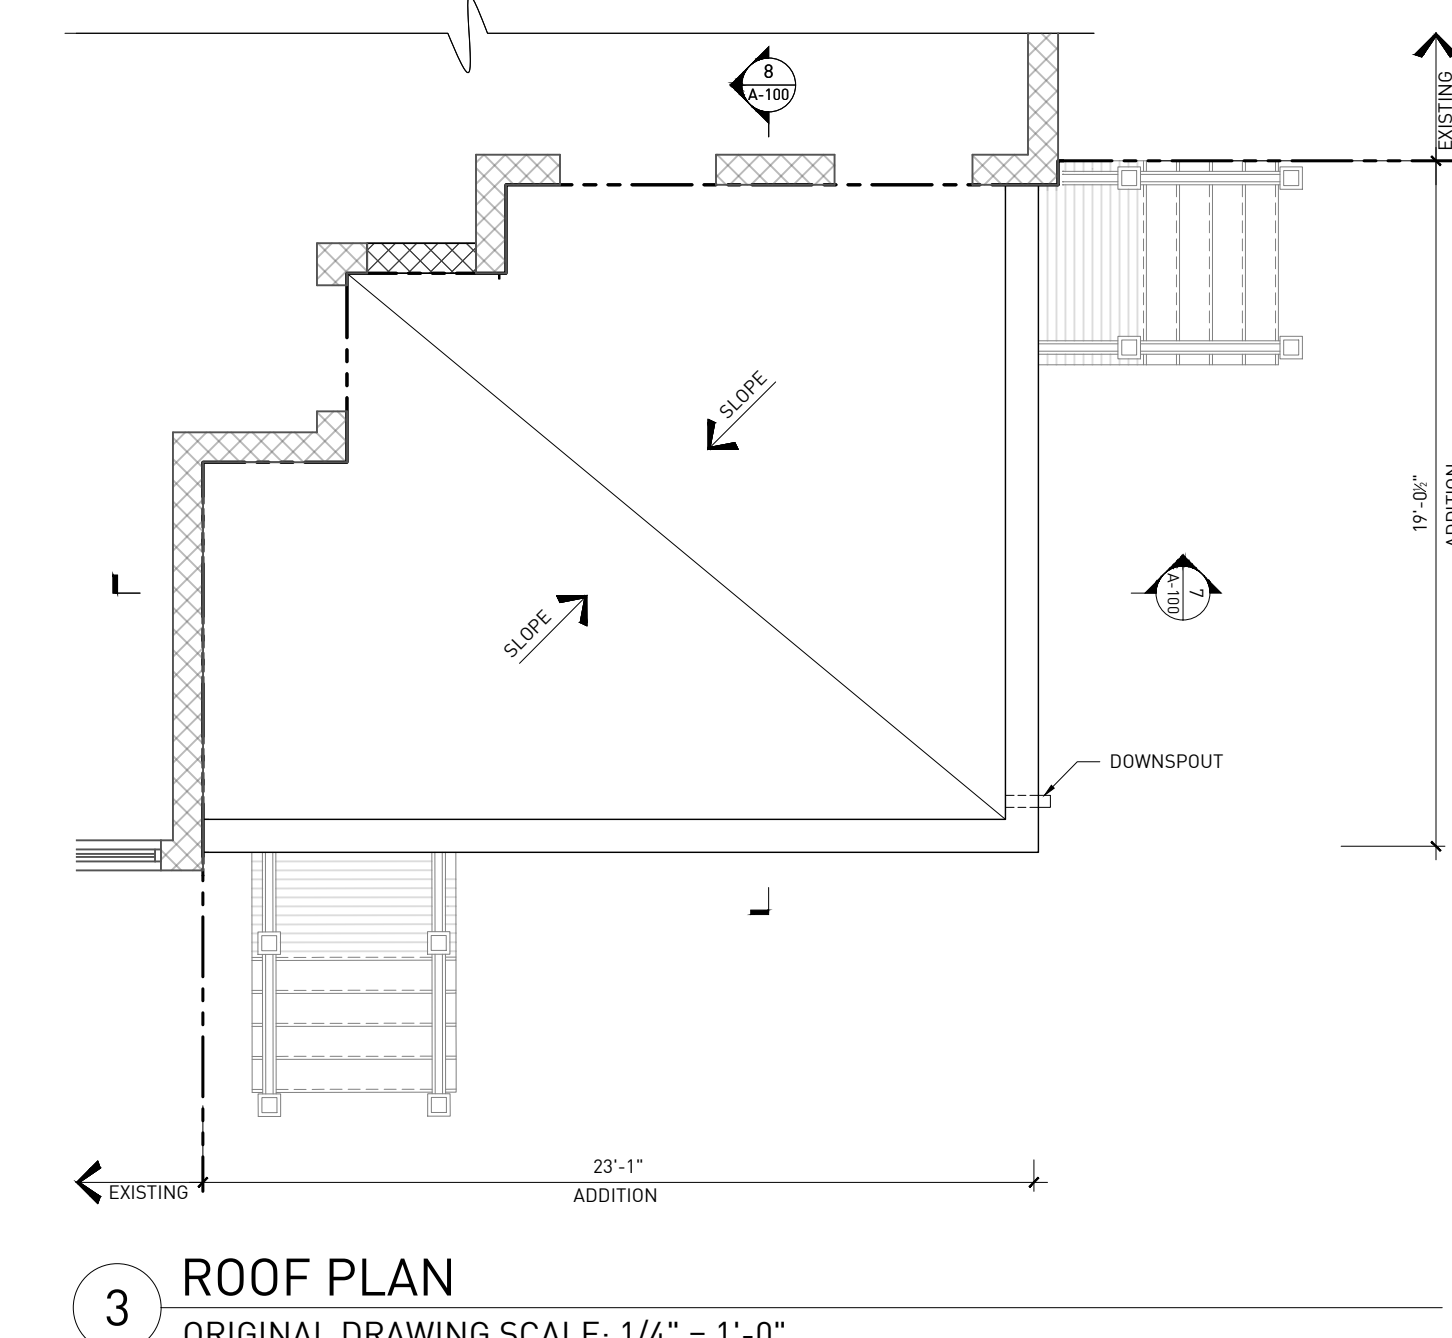 8
A-100
EXISTING
SLOPE
19'-0½"
ADDITION
7
A-100
SLOPE
DOWNSPOUT
23'-1"
EXISTING
ADDITION
ROOF PLAN
3
ORIGINAL DRAWING SCALE: 1/4" = 1'-0"